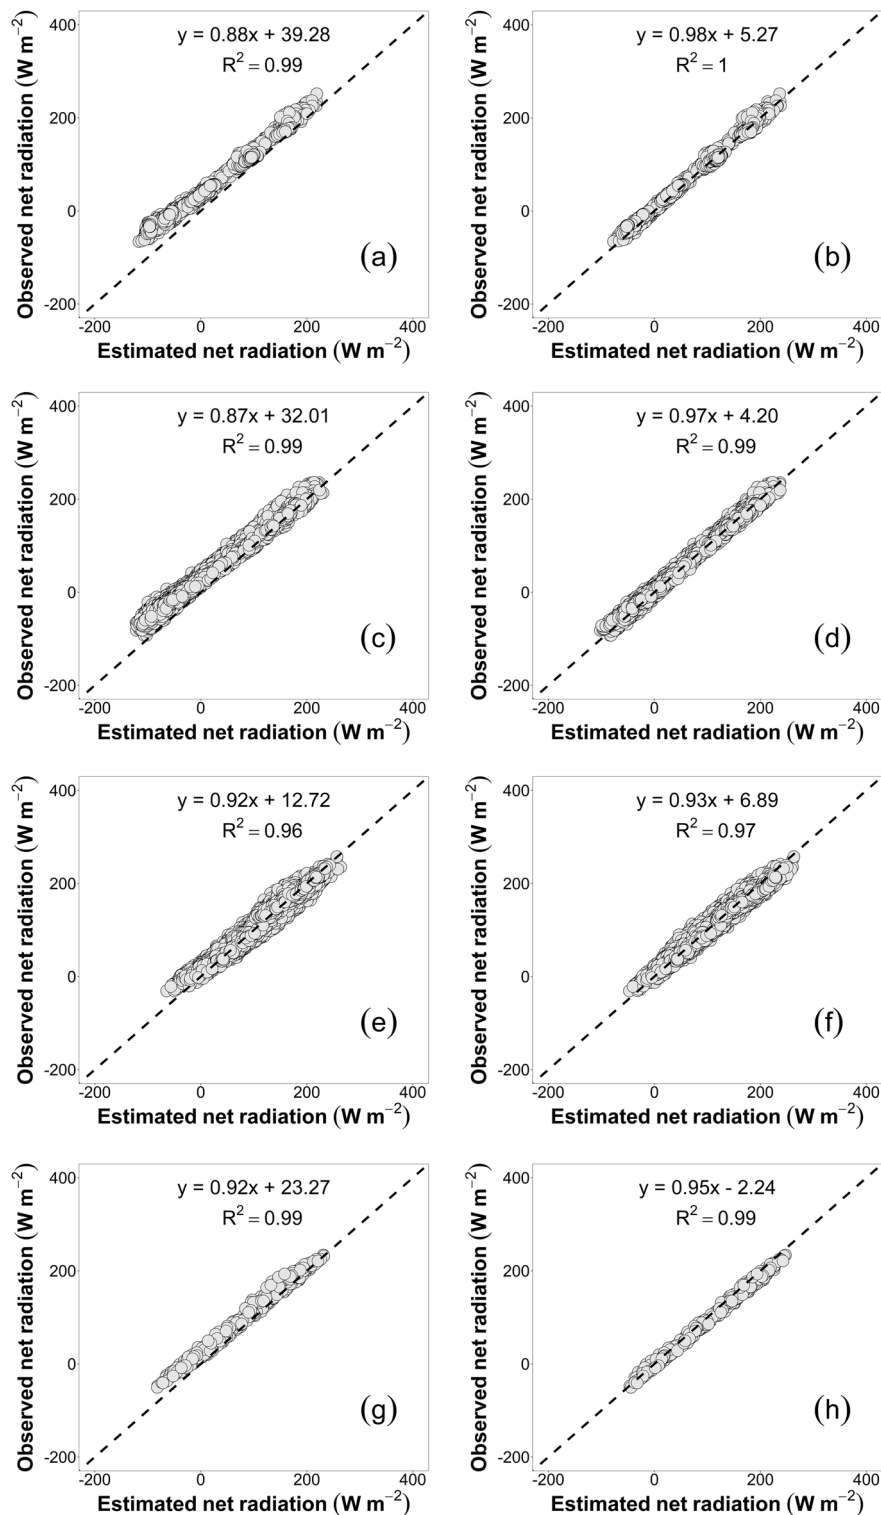 y = 0.88x + 39.28
R² = 0.99
400
200
0
-200
Observed net radiation (W m⁻²)
(a)
-200 0 200 400
Estimated net radiation (W m⁻²)
y = 0.98x + 5.27
R² = 1
400
200
0
-200
Observed net radiation (W m⁻²)
(b)
-200 0 200 400
Estimated net radiation (W m⁻²)
y = 0.87x + 32.01
R² = 0.99
400
200
0
-200
Observed net radiation (W m⁻²)
(c)
-200 0 200 400
Estimated net radiation (W m⁻²)
y = 0.97x + 4.20
R² = 0.99
400
200
0
-200
Observed net radiation (W m⁻²)
(d)
-200 0 200 400
Estimated net radiation (W m⁻²)
y = 0.92x + 12.72
R² = 0.96
400
200
0
-200
Observed net radiation (W m⁻²)
(e)
-200 0 200 400
Estimated net radiation (W m⁻²)
y = 0.93x + 6.89
R² = 0.97
400
200
0
-200
Observed net radiation (W m⁻²)
(f)
-200 0 200 400
Estimated net radiation (W m⁻²)
y = 0.92x + 23.27
R² = 0.99
400
200
0
-200
Observed net radiation (W m⁻²)
(g)
-200 0 200 400
Estimated net radiation (W m⁻²)
y = 0.95x - 2.24
R² = 0.99
400
200
0
-200
Observed net radiation (W m⁻²)
(h)
-200 0 200 400
Estimated net radiation (W m⁻²)